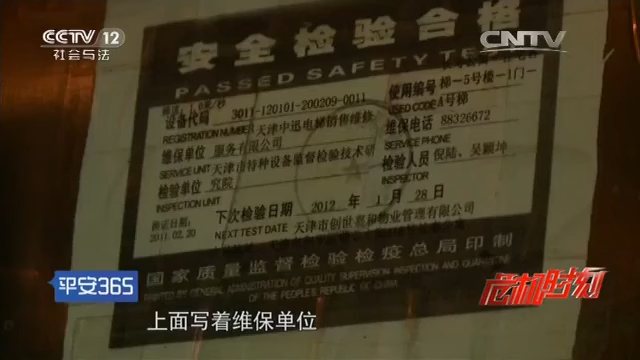 CCTV 12
社会与法
CNTV
安全检验合格
PASSED SAFETY TE
设备代码 3011-120101-200209-0011
使用编号 梯-5号楼-1门-
REGISTRATION NUMBER 天津中迅电梯销售维修
USED CODE A号梯
维保单位 服务有限公司
维保电话 88326672
SERVICE UNIT 天津市特种设备监督检验技术研
SERVICE PHONE
检验单位 究院
检验人员 倪陆、吴颖坤
INSPECTION UNIT
INSPECTOR
换证日期:
2011.02.20
下次检验日期 2012 年 1 月 28 日
NEXT TEST DATE 天津市创世嘉和物业管理有限公司
国家质量监督检验检疫总局印制
PRINTED BY GENERAL ADMINISTRATION OF QUALITY SUPERVISION INSPECTION AND QUARANTINE
OF THE PEOPLE'S REPUBLIC OF CHINA
平安365
危机时刻
上面写着维保单位